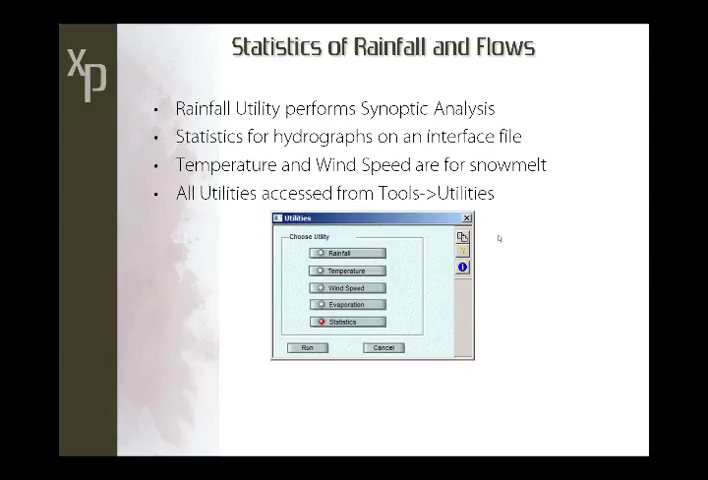 XP
Statistics of Rainfall and Flows
• Rainfall Utility performs Synoptic Analysis
• Statistics for hydrographs on an interface file
• Temperature and Wind Speed are for snowmelt
• All Utilities accessed from Tools->Utilities
Utilities
Choose Utility
Rainfall
Temperature
Wind Speed
Evaporation
Statistics
Run Cancel